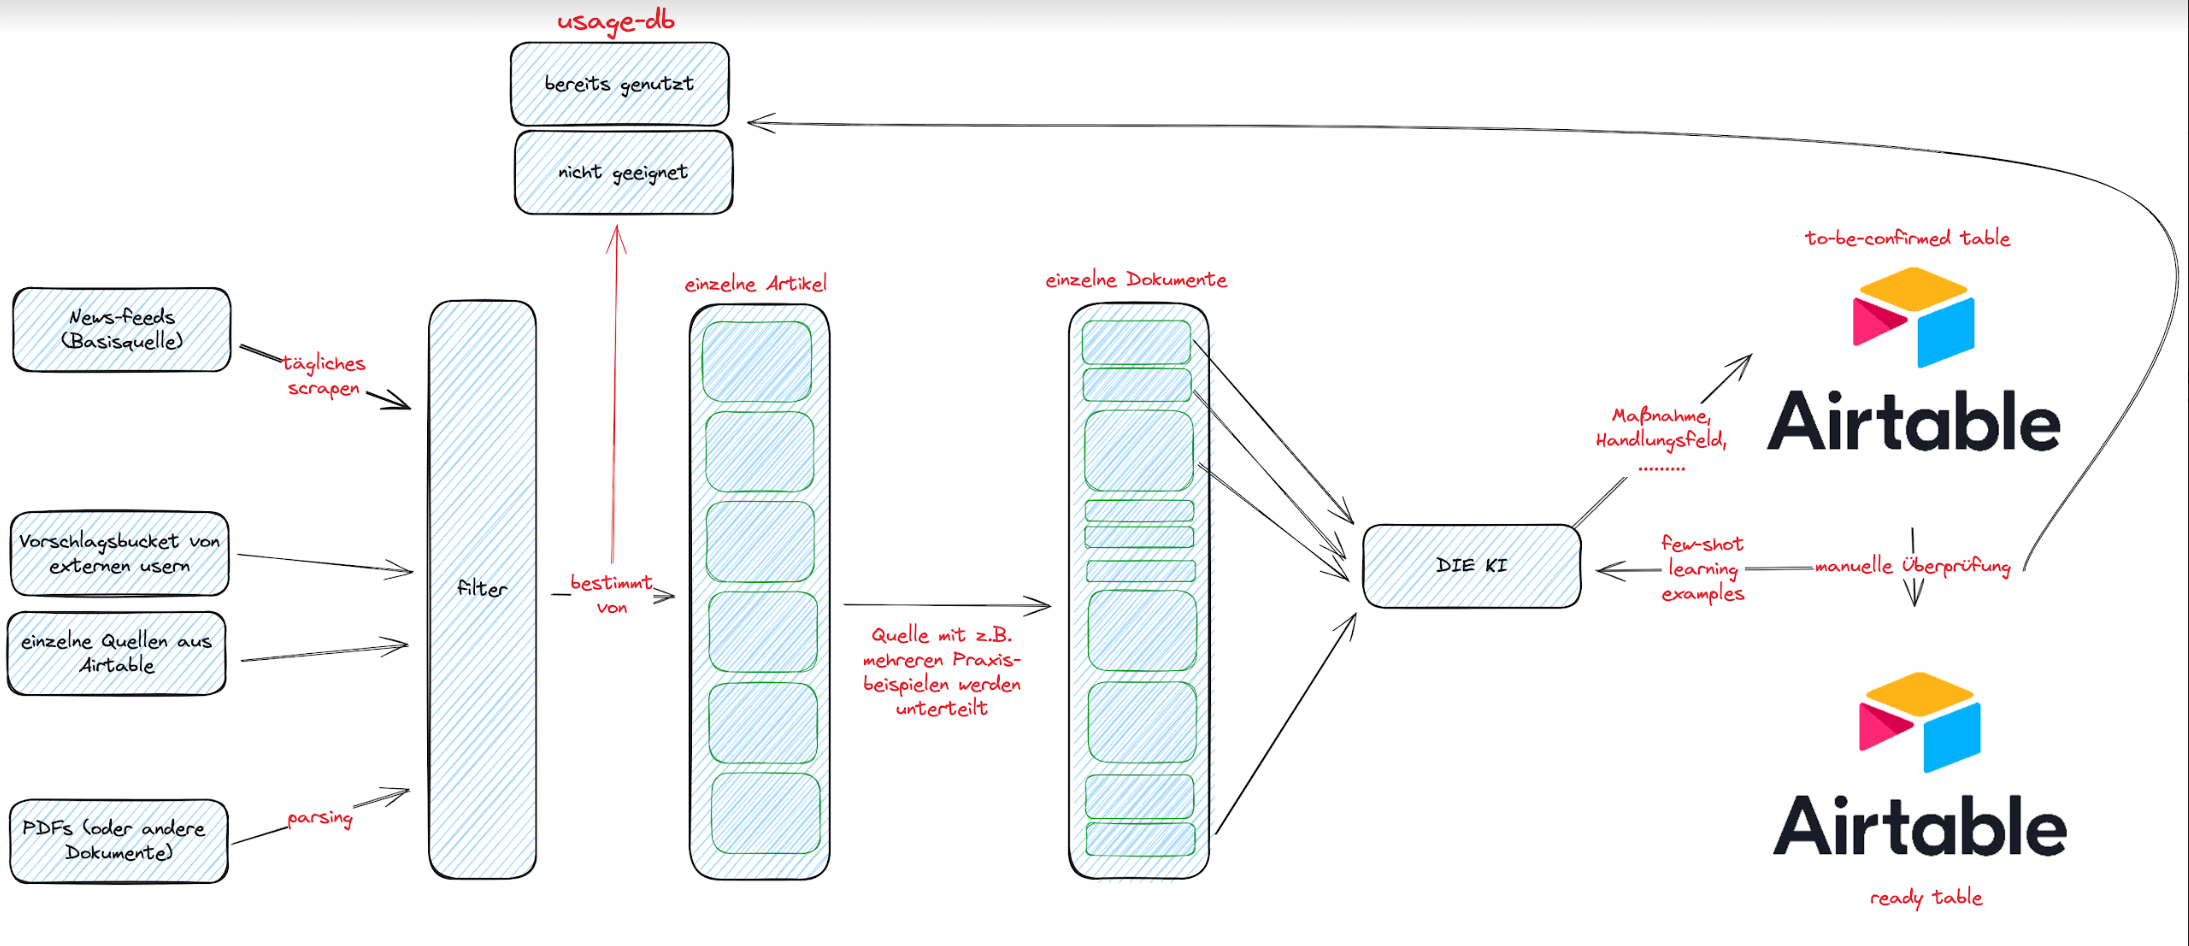 usage-db
bereits genutzt
nicht geeignet
News-feeds
(Basisquelle)
tägliches
scrapen
Vorschlagsbucket von
externen usern
einzelne Quellen aus
Airtable
PDFs (oder andere
Dokumente)
parsing
filter
bestimmt
von
einzelne Artikel
Quelle mit z.B.
mehreren Praxis-
beispielen werden
unterteilt
einzelne Dokumente
DIE KI
Maßnahme,
Handlungsfeld,
.........
to-be-confirmed table
Airtable
few-shot
learning
examples
manuelle Überprüfung
Airtable
ready table